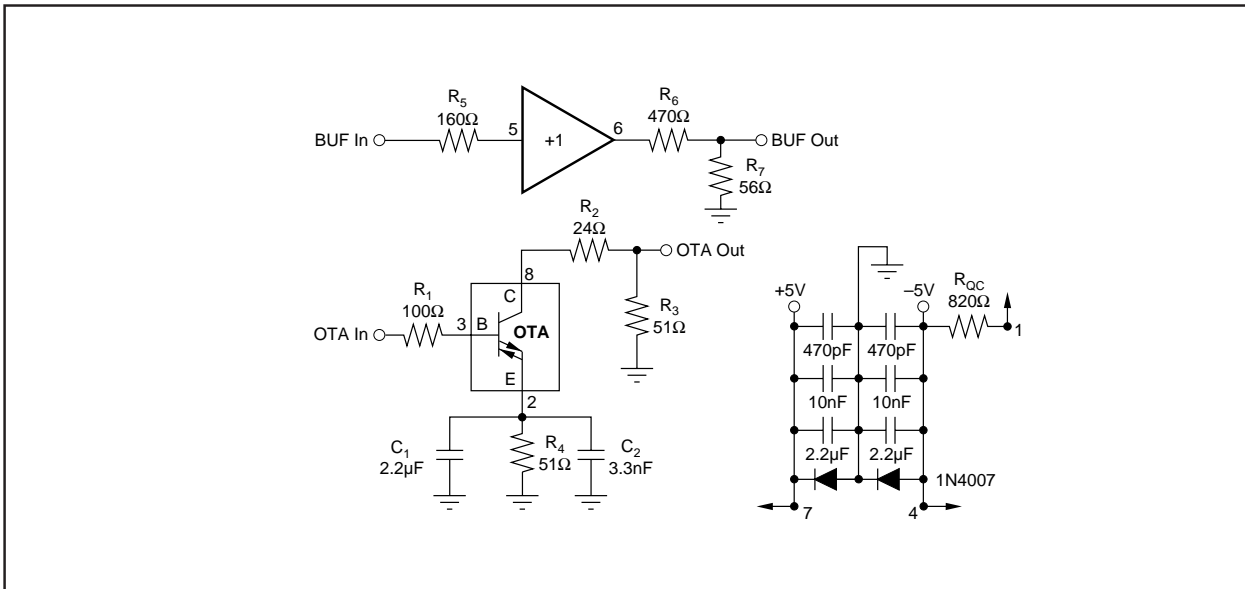 R5
160Ω
BUF In
5
+1
6
R6
470Ω
BUF Out
R7
56Ω
R2
24Ω
OTA Out
8
C
R1
100Ω
OTA In
3
B
OTA
E
2
R3
51Ω
C1
2.2µF
R4
51Ω
C2
3.3nF
+5V
–5V
RQC
820Ω
1
470pF
470pF
10nF
10nF
2.2µF
2.2µF
1N4007
7
4